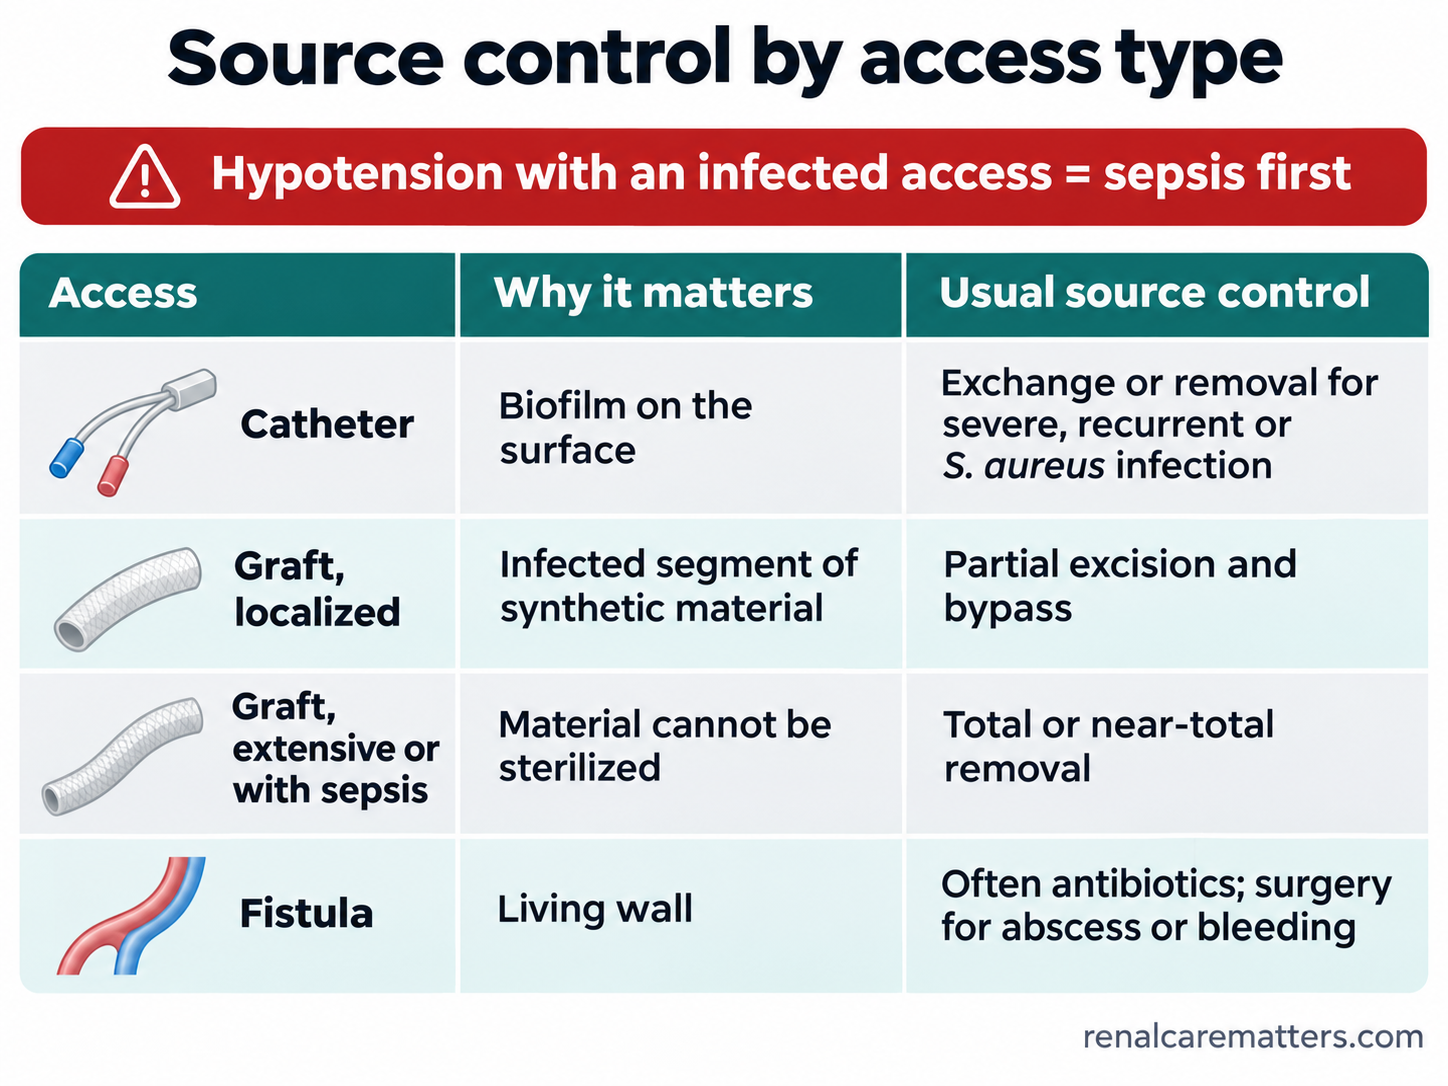 Source control by access type
Hypotension with an infected access = sepsis first
Access
Why it matters
Usual source control
Catheter
Biofilm on the
surface
Exchange or removal for
severe, recurrent or
S. aureus infection
Graft,
localized
Infected segment of
synthetic material
Partial excision and
bypass
Graft,
extensive or
with sepsis
Material cannot be
sterilized
Total or near-total
removal
Fistula
Living wall
Often antibiotics; surgery
for abscess or bleeding
renalcarematters.com